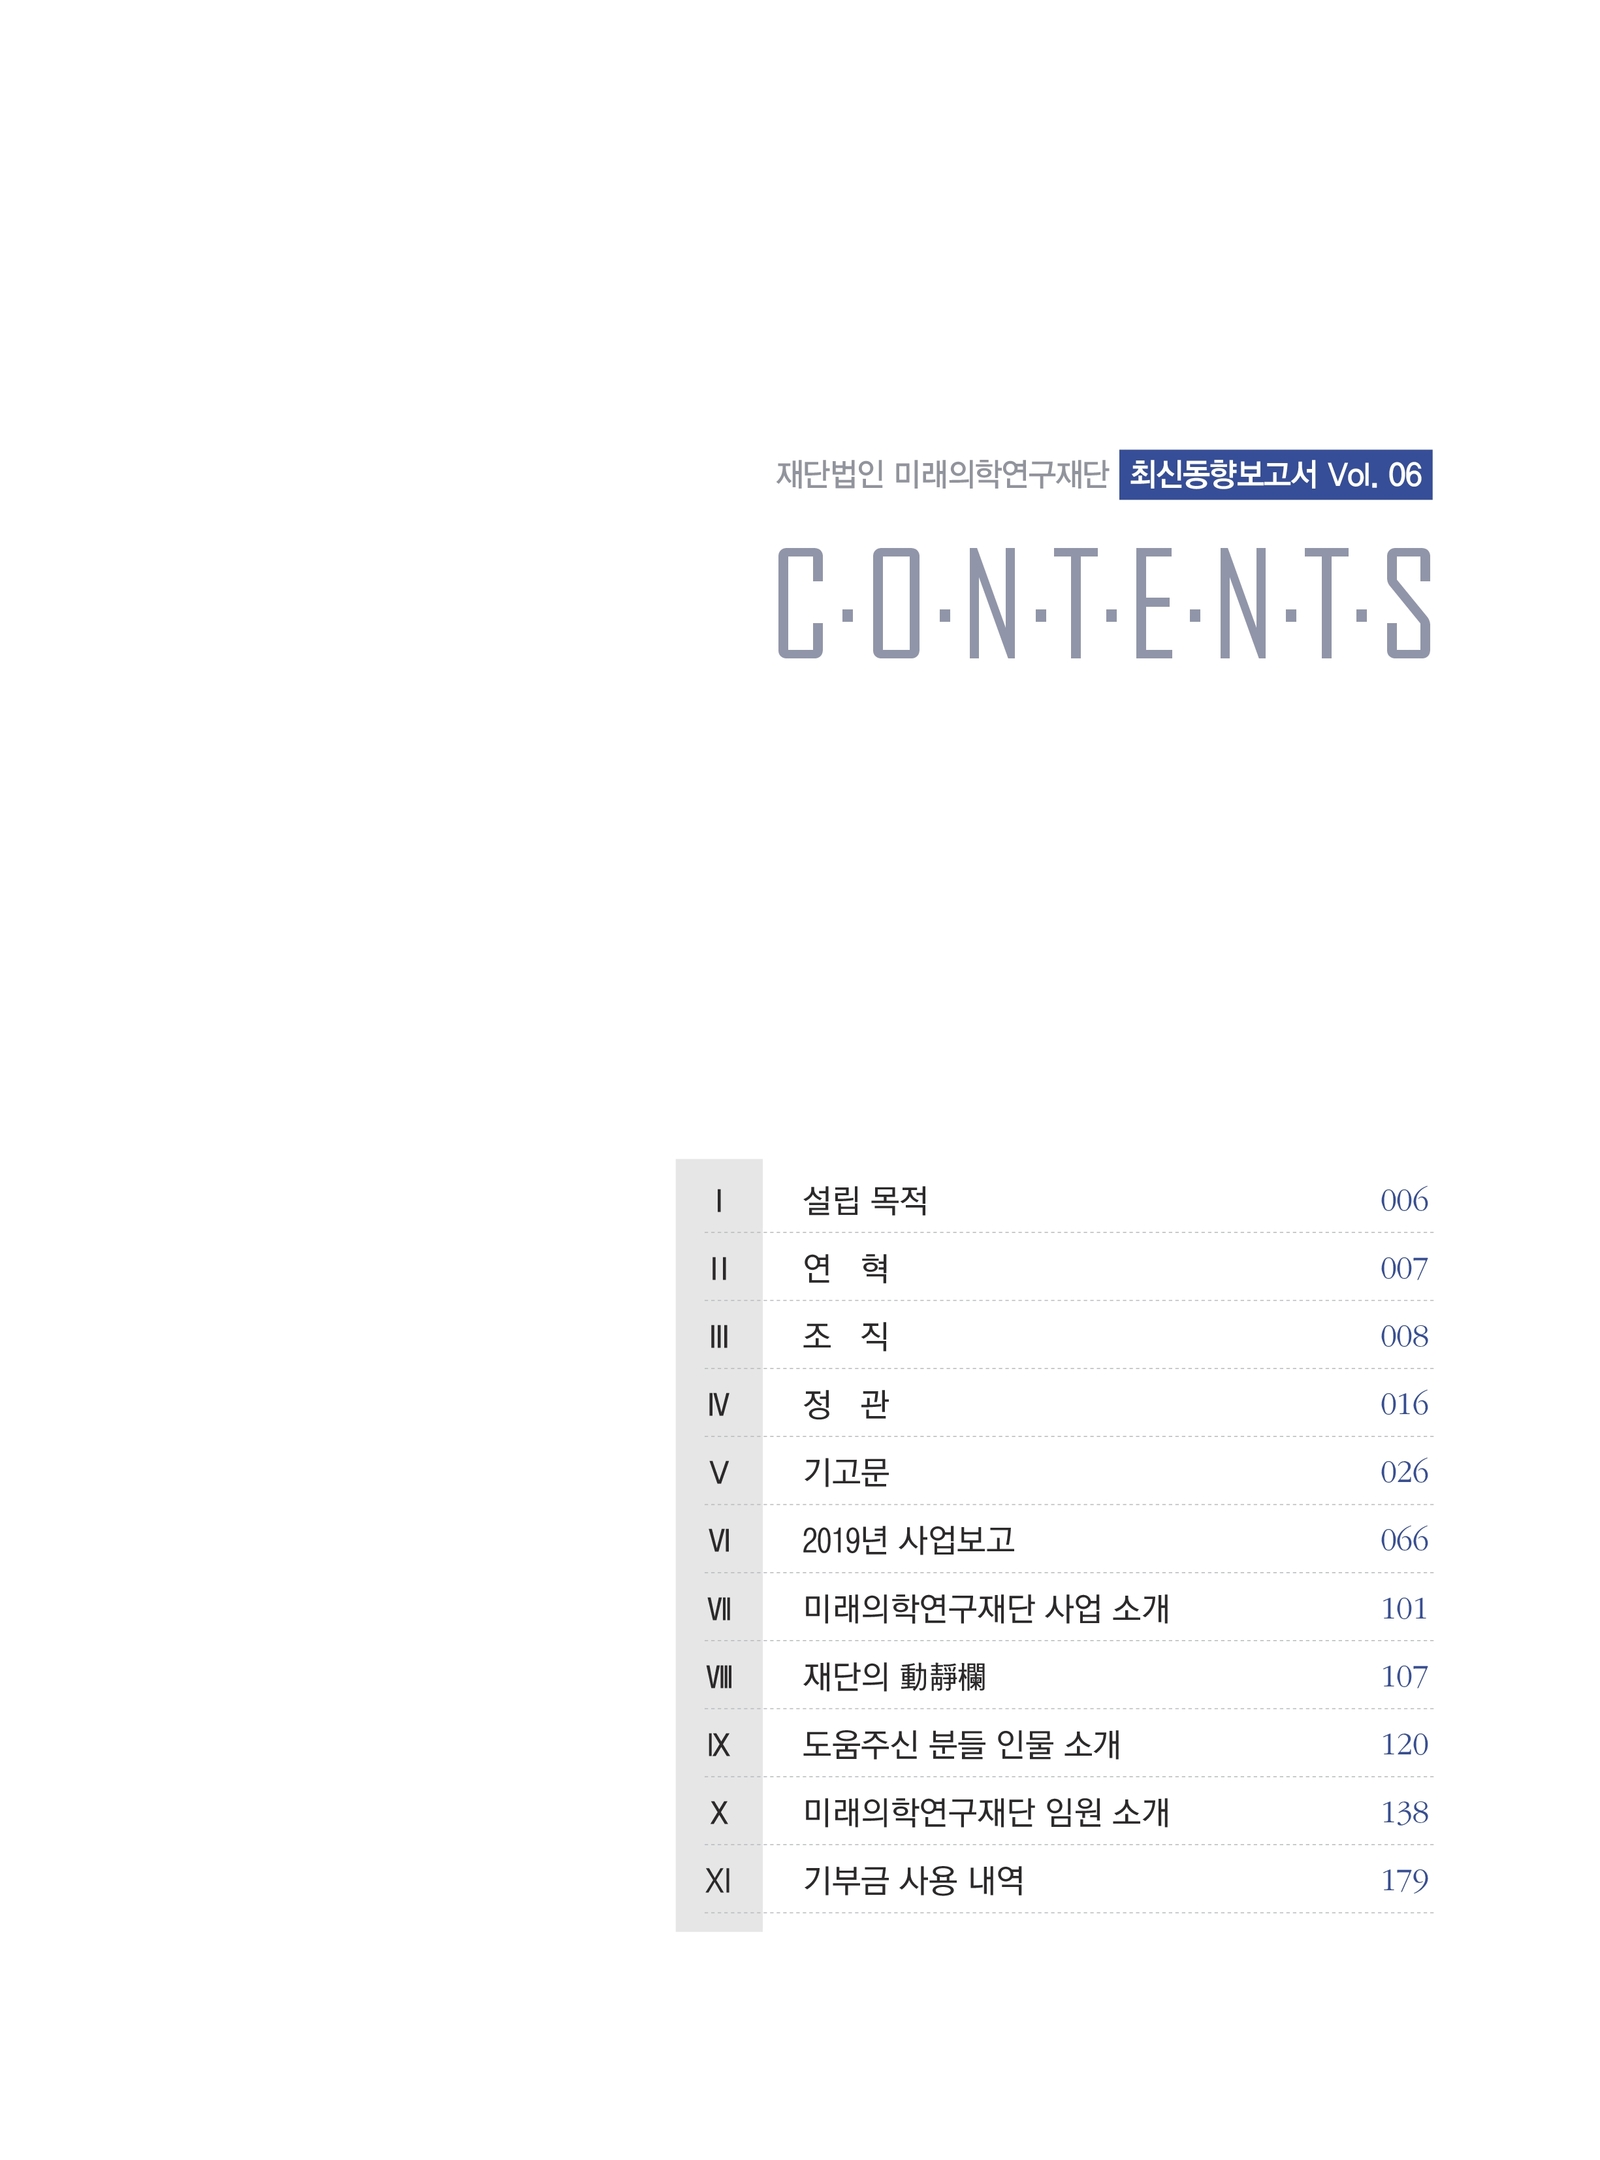 재단법인 미래의학연구재단 최신동향보고서 Vol. 06
C·O·N·T·E·N·T·S
Ⅰ 설립 목적 006
ⅠⅠ 연 혁 007
Ⅲ 조 직 008
Ⅳ 정 관 016
Ⅴ 기고문 026
Ⅵ 2019년 사업보고 066
Ⅶ 미래의학연구재단 사업 소개 101
Ⅷ 재단의 動靜欄 107
Ⅸ 도움주신 분들 인물 소개 120
Ⅹ 미래의학연구재단 임원 소개 138
ⅩⅠ 기부금 사용 내역 179